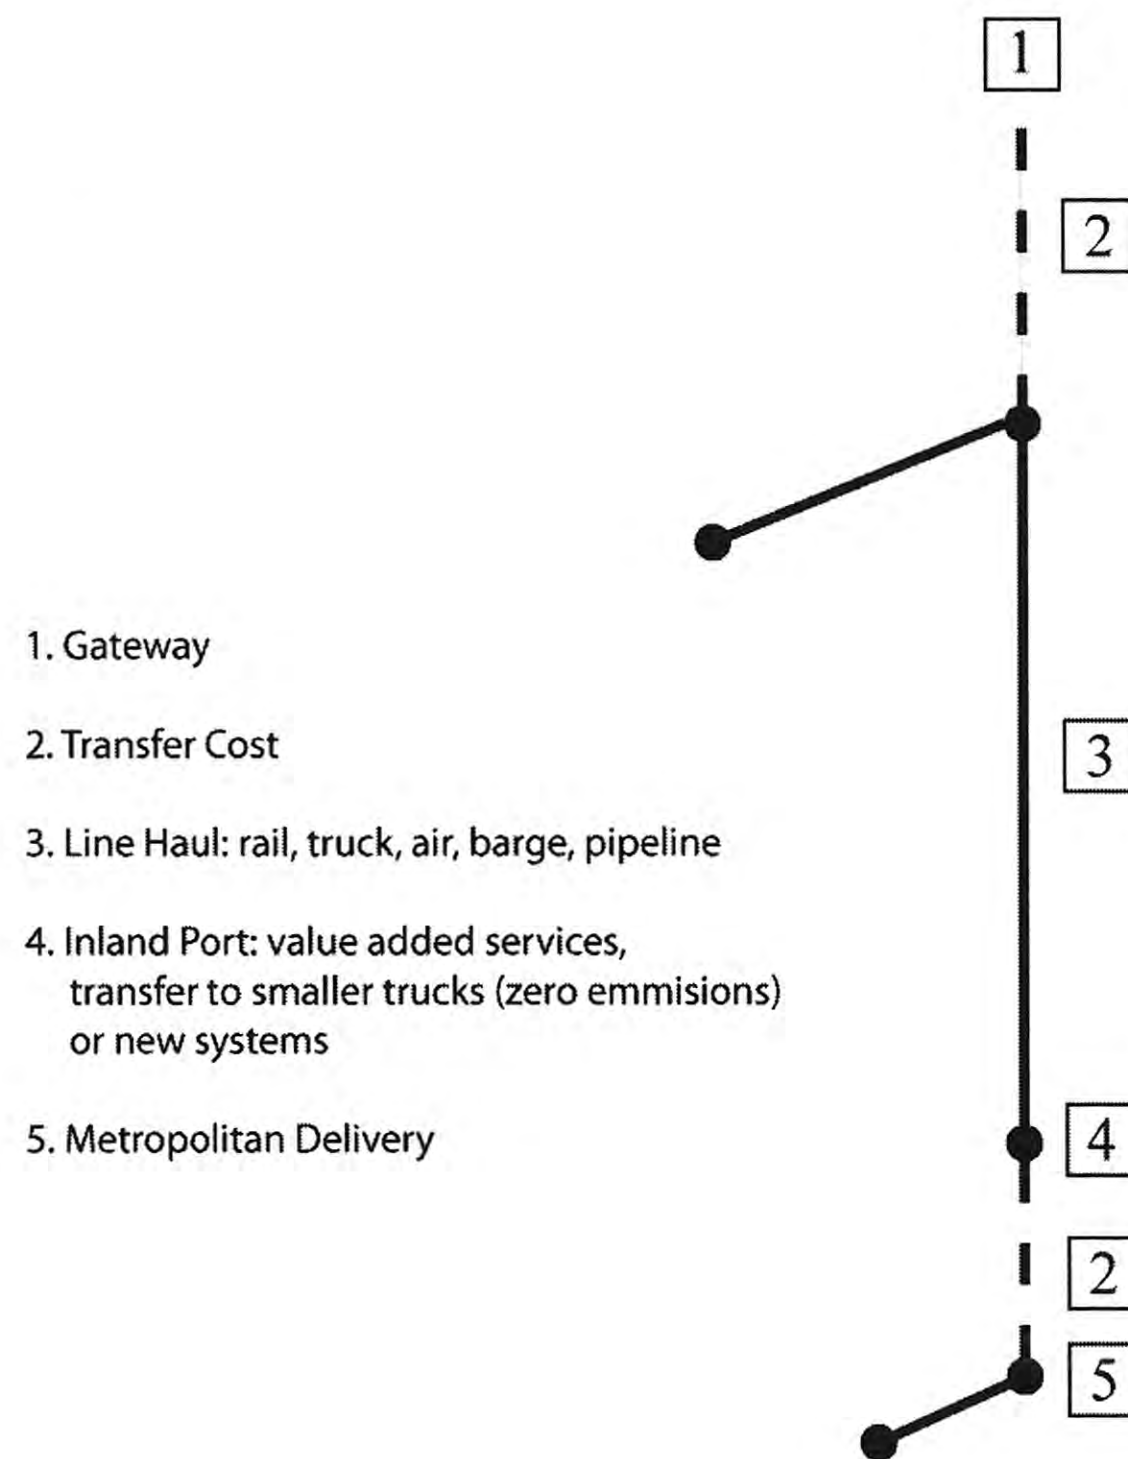 1
2
1. Gateway
2. Transfer Cost
3
3. Line Haul: rail, truck, air, barge, pipeline
4. Inland Port: value added services,
transfer to smaller trucks (zero emmisions)
or new systems
5. Metropolitan Delivery
4
2
5